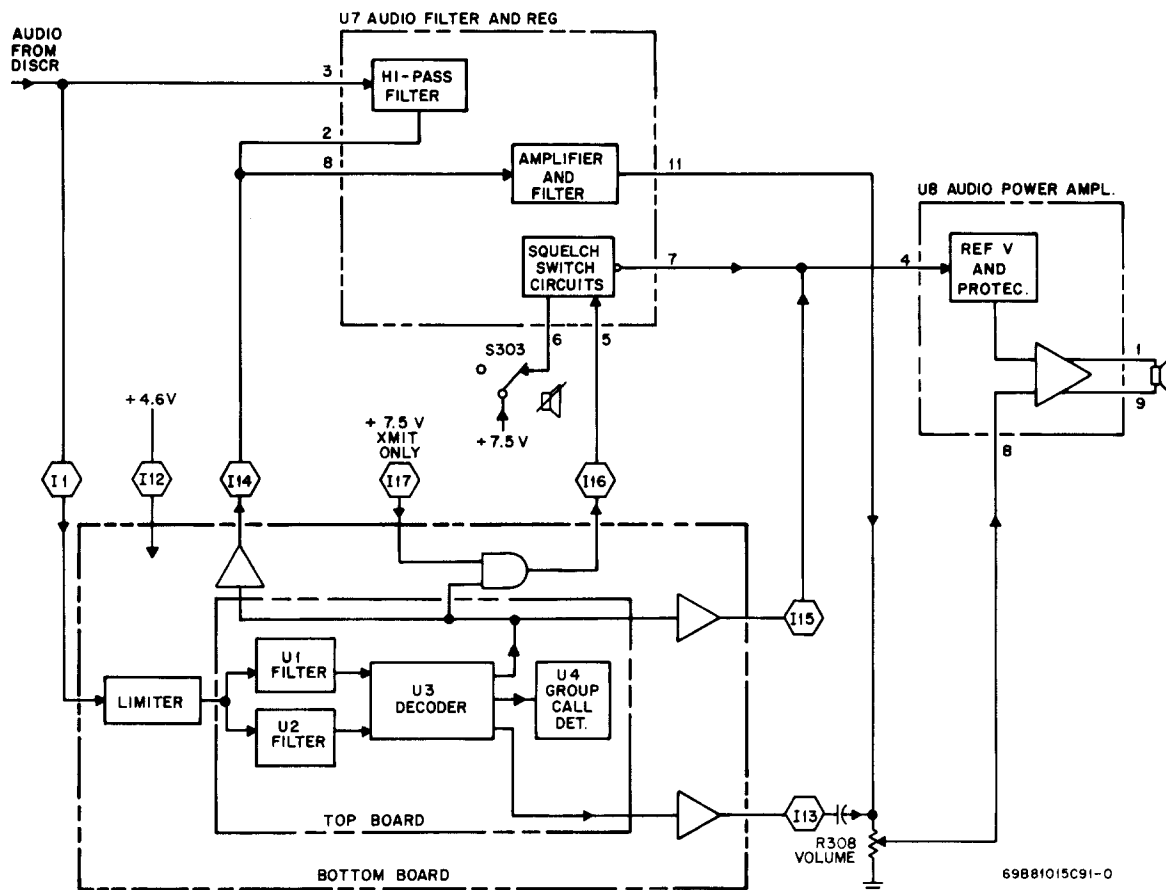 U7 AUDIO FILTER AND REG
AUDIO
FROM
DISCR
3
HI-PASS
FILTER
2
8
AMPLIFIER
AND
FILTER
11
U8 AUDIO POWER AMPL.
SQUELCH
SWITCH
CIRCUITS
7
4
REF V
AND
PROTEC.
6
5
S303
1
9
+7.5V
8
+4.6V
+7.5V
XMIT
ONLY
I1
I12
I14
I17
I16
I15
LIMITER
U1
FILTER
U2
FILTER
U3
DECODER
U4
GROUP
CALL
DET.
TOP BOARD
I13
R308
VOLUME
BOTTOM BOARD
69B81015C91-0